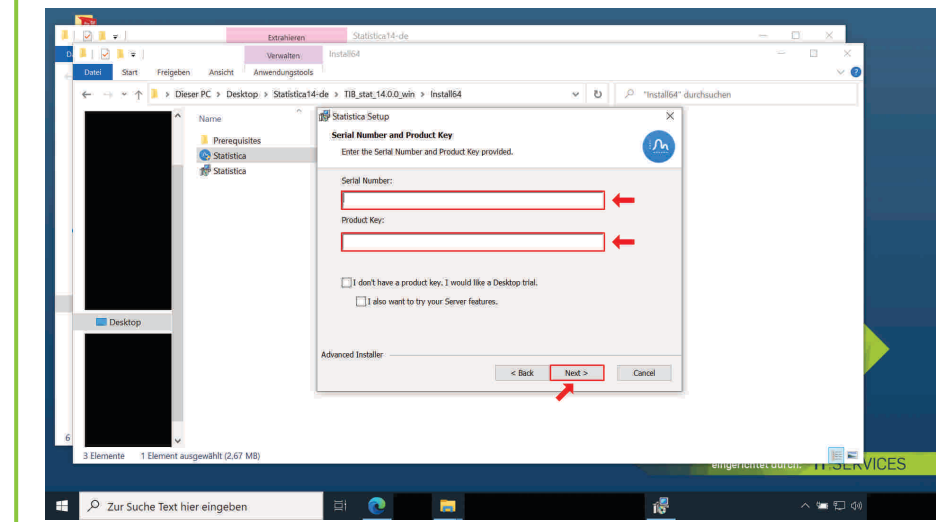 Extrahieren
Statistica14-de
Verwalten
Install64
Datei Start Freigeben Ansicht Anwendungstools
Dieser PC > Desktop > Statistica14-de > TIB_stat_14.0.0_win > Install64
"Install64" durchsuchen
Name
Prerequisites
Statistica
Statistica
Desktop
Statistica Setup
Serial Number and Product Key
Enter the Serial Number and Product Key provided.
Serial Number:
Product Key:
I don't have a product key. I would like a Desktop trial.
I also want to try your Server features.
Advanced Installer
< Back Next > Cancel
6
3 Elemente 1 Element ausgewählt (2,67 MB)
SERVICES
Zur Suche Text hier eingeben